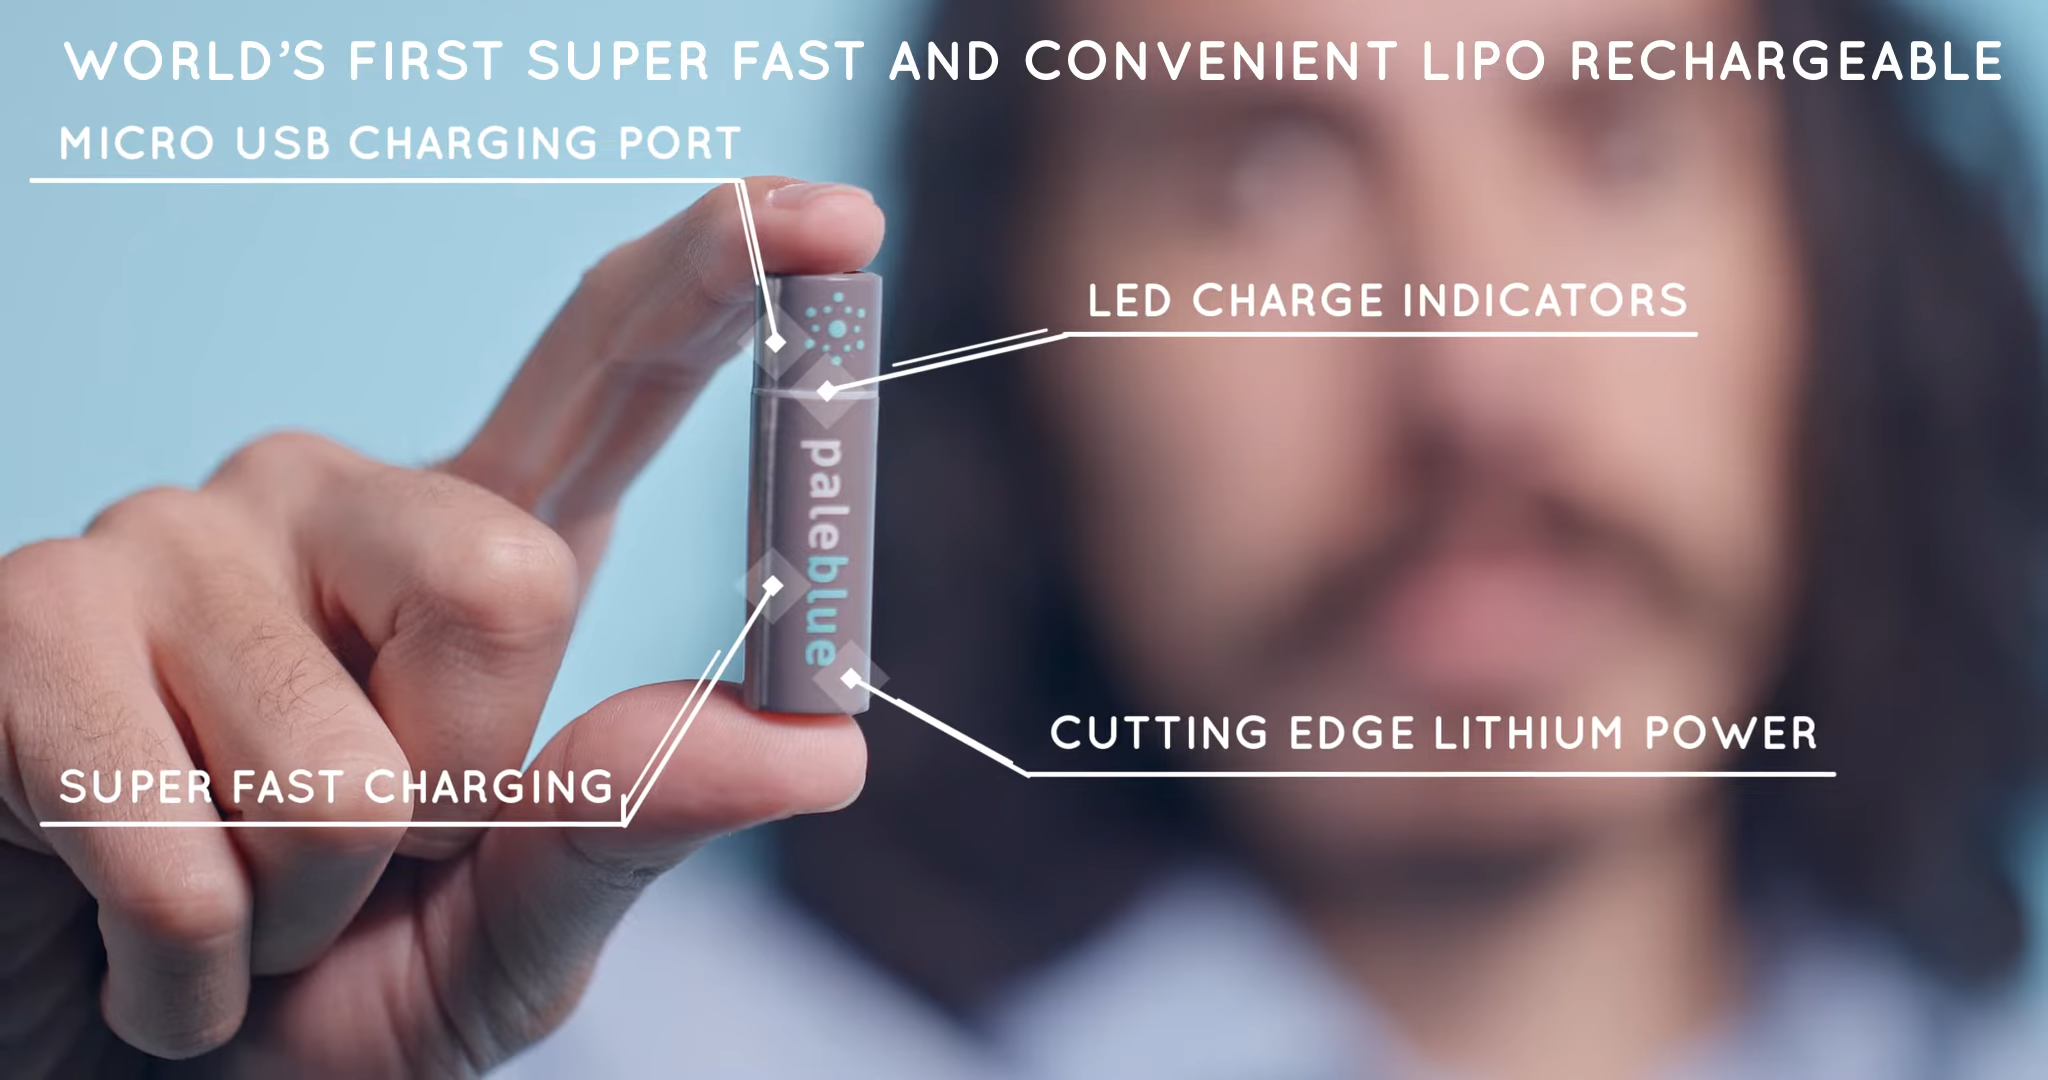 WORLD'S FIRST SUPER FAST AND CONVENIENT LIPO RECHARGEABLE
MICRO USB CHARGING PORT
LED CHARGE INDICATORS
paleblue
CUTTING EDGE LITHIUM POWER
SUPER FAST CHARGING